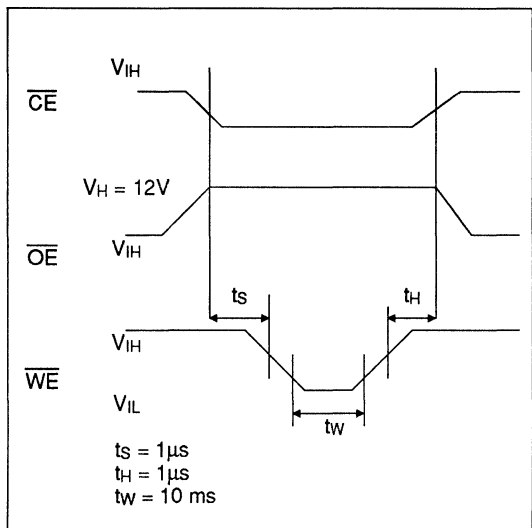 VIH
CE
VH = 12V
OE
VIH
tS
tH
VIH
WE
VIL
tW
tS = 1μs
tH = 1μs
tW = 10 ms